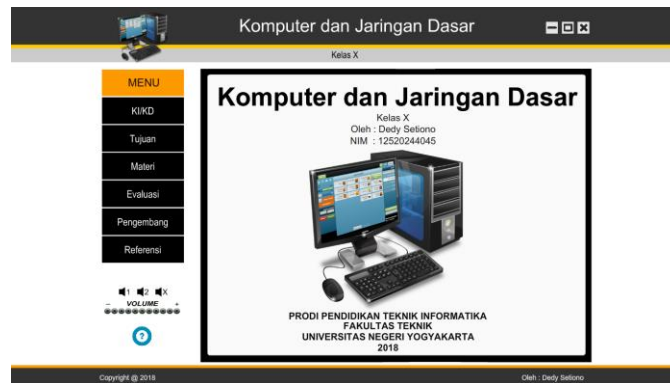 Komputer dan Jaringan Dasar
Kelas X
MENU
KI/KD
Tujuan
Materi
Evaluasi
Pengembang
Referensi
1 2 X
- VOLUME +
?
Komputer dan Jaringan Dasar
Kelas X
Oleh : Dedy Setiono
NIM : 12520244045
PRODI PENDIDIKAN TEKNIK INFORMATIKA
FAKULTAS TEKNIK
UNIVERSITAS NEGERI YOGYAKARTA
2018
Copyright @ 2018
Oleh : Dedy Setiono